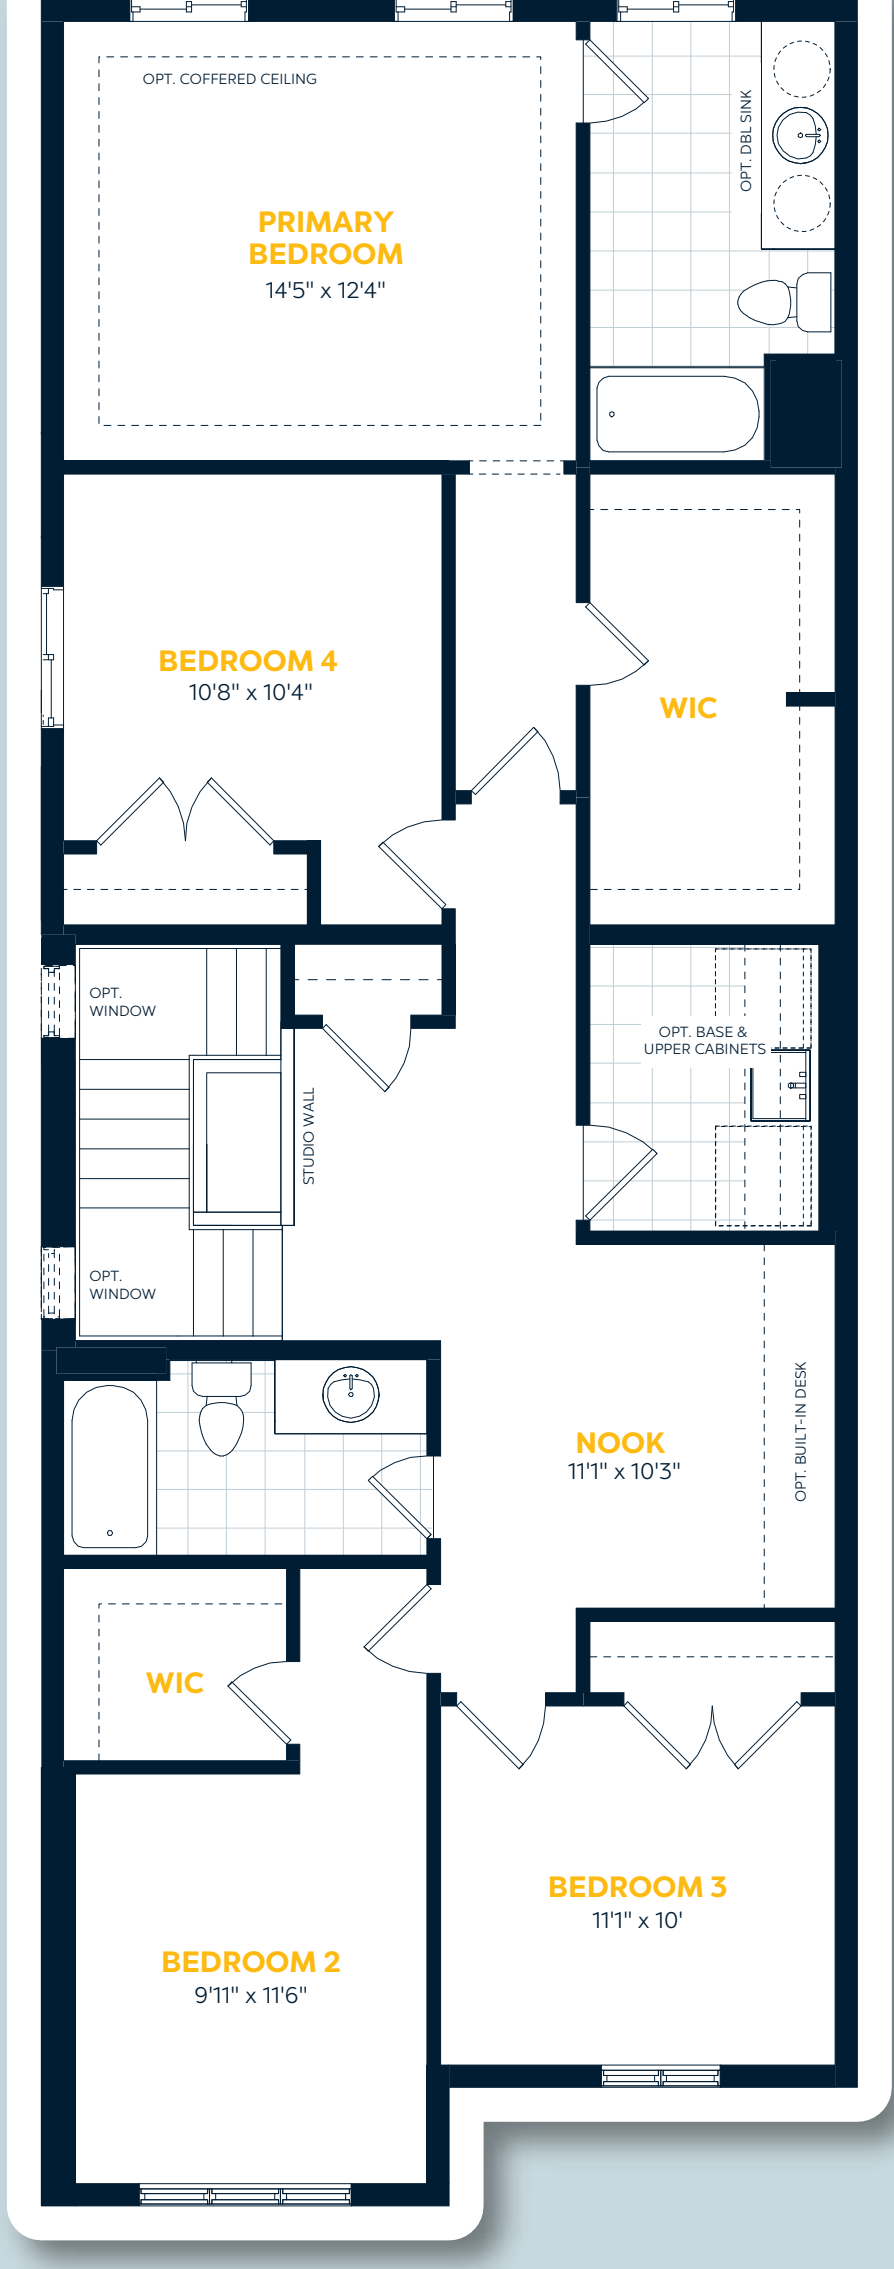 OPT. COFFERED CEILING
OPT. DBL SINK
PRIMARY
BEDROOM
14'5" x 12'4"
BEDROOM 4
10'8" x 10'4"
WIC
OPT.
WINDOW
OPT. BASE &
UPPER CABINETS
STUDIO WALL
OPT.
WINDOW
OPT. BUILT-IN DESK
NOOK
11'1" x 10'3"
WIC
BEDROOM 3
11'1" x 10'
BEDROOM 2
9'11" x 11'6"